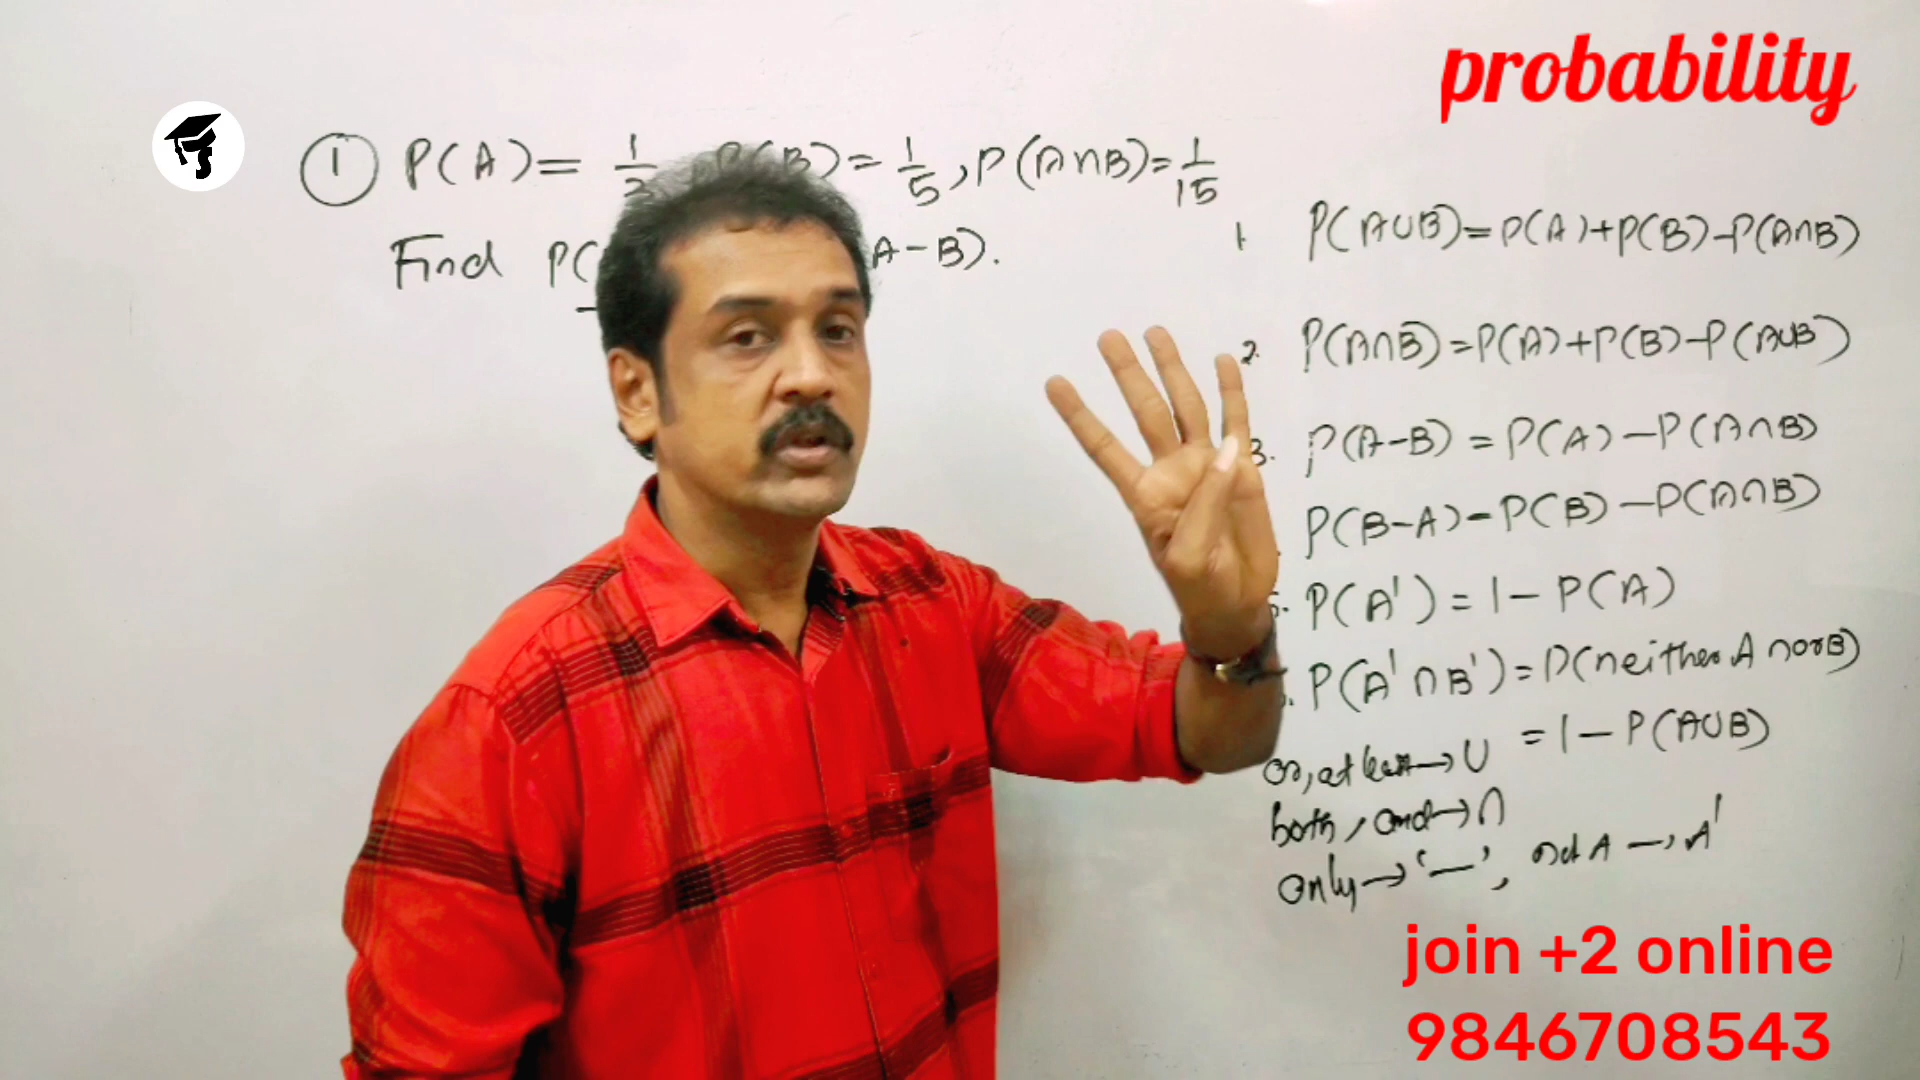 probability
① P(A) = 1/ P(B) = 1/5, P(A∩B) = 1/15
Find P( A-B).
1. P(A∪B) = P(A)+P(B)-P(A∩B)
2. P(A∩B) = P(A)+P(B)-P(A∪B)
3. P(A-B) = P(A) - P(A∩B)
P(B-A) = P(B) - P(A∩B)
5. P(A') = 1 - P(A)
P(A'∩B') = P(neither A nor B)
= 1 - P(A∪B)
or, at least → ∪
both, and → ∩
only → '—', not A → A'
join +2 online
9846708543